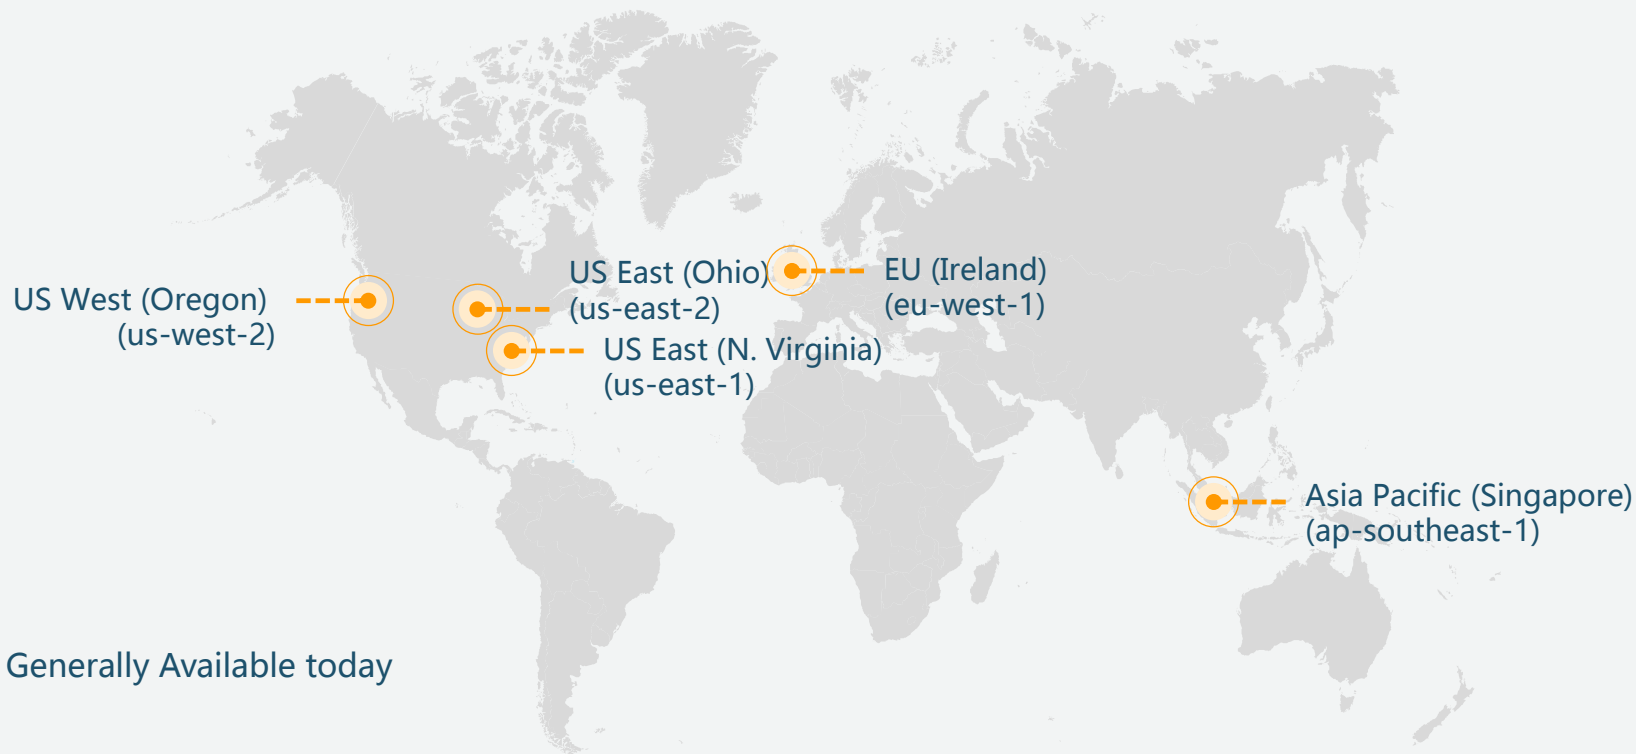 US West (Oregon)
(us-west-2)
US East (Ohio)
(us-east-2)
US East (N. Virginia)
(us-east-1)
EU (Ireland)
(eu-west-1)
Asia Pacific (Singapore)
(ap-southeast-1)
Generally Available today